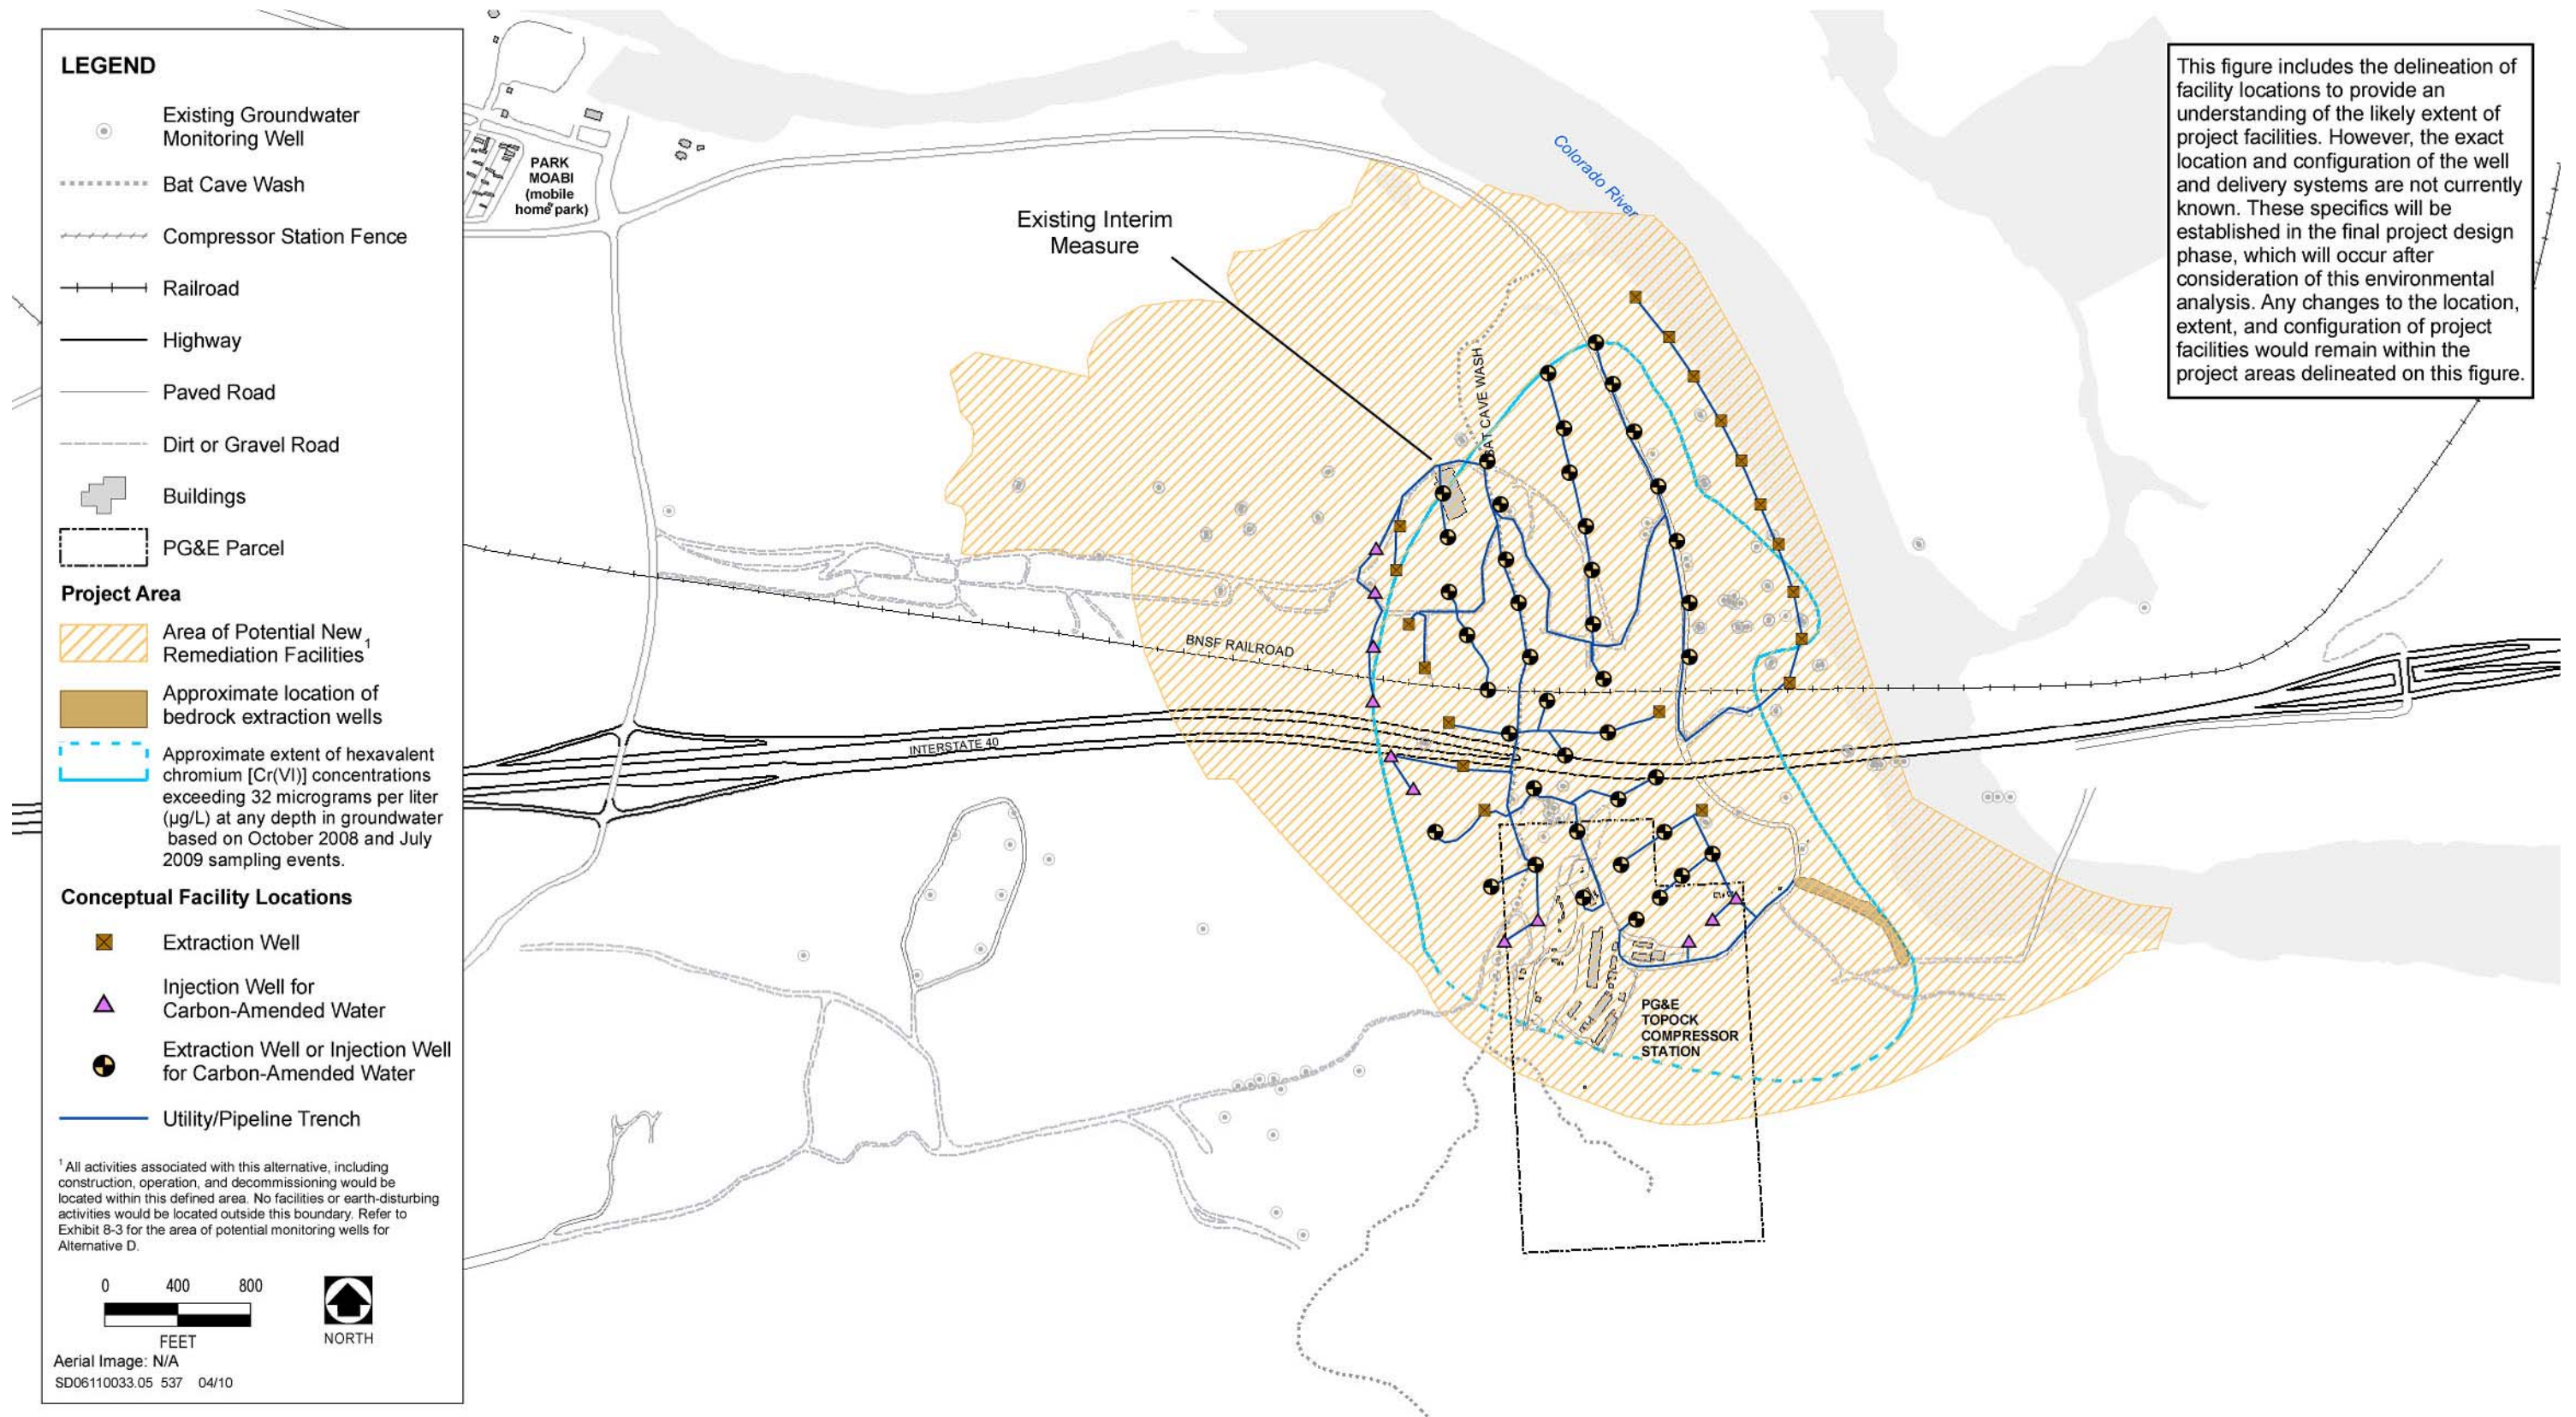 LEGEND
Existing Groundwater
Monitoring Well
Bat Cave Wash
Compressor Station Fence
Railroad
Highway
Paved Road
Dirt or Gravel Road
Buildings
PG&E Parcel
Project Area
Area of Potential New
Remediation Facilities1
Approximate location of
bedrock extraction wells
Approximate extent of hexavalent
chromium [Cr(VI)] concentrations
exceeding 32 micrograms per liter
(µg/L) at any depth in groundwater
based on October 2008 and July
2009 sampling events.
Conceptual Facility Locations
Extraction Well
Injection Well for
Carbon-Amended Water
Extraction Well or Injection Well
for Carbon-Amended Water
Utility/Pipeline Trench
1 All activities associated with this alternative, including
construction, operation, and decommissioning would be
located within this defined area. No facilities or earth-disturbing
activities would be located outside this boundary. Refer to
Exhibit 8-3 for the area of potential monitoring wells for
Alternative D.
0 400 800
FEET
NORTH
Aerial Image: N/A
SD06110033.05 537 04/10
PARK
MOABI
(mobile
home park)
Existing Interim
Measure
Colorado River
BAT CAVE WASH
BNSF RAILROAD
INTERSTATE 40
PG&E
TOPOCK
COMPRESSOR
STATION
This figure includes the delineation of
facility locations to provide an
understanding of the likely extent of
project facilities. However, the exact
location and configuration of the well
and delivery systems are not currently
known. These specifics will be
established in the final project design
phase, which will occur after
consideration of this environmental
analysis. Any changes to the location,
extent, and configuration of project
facilities would remain within the
project areas delineated on this figure.